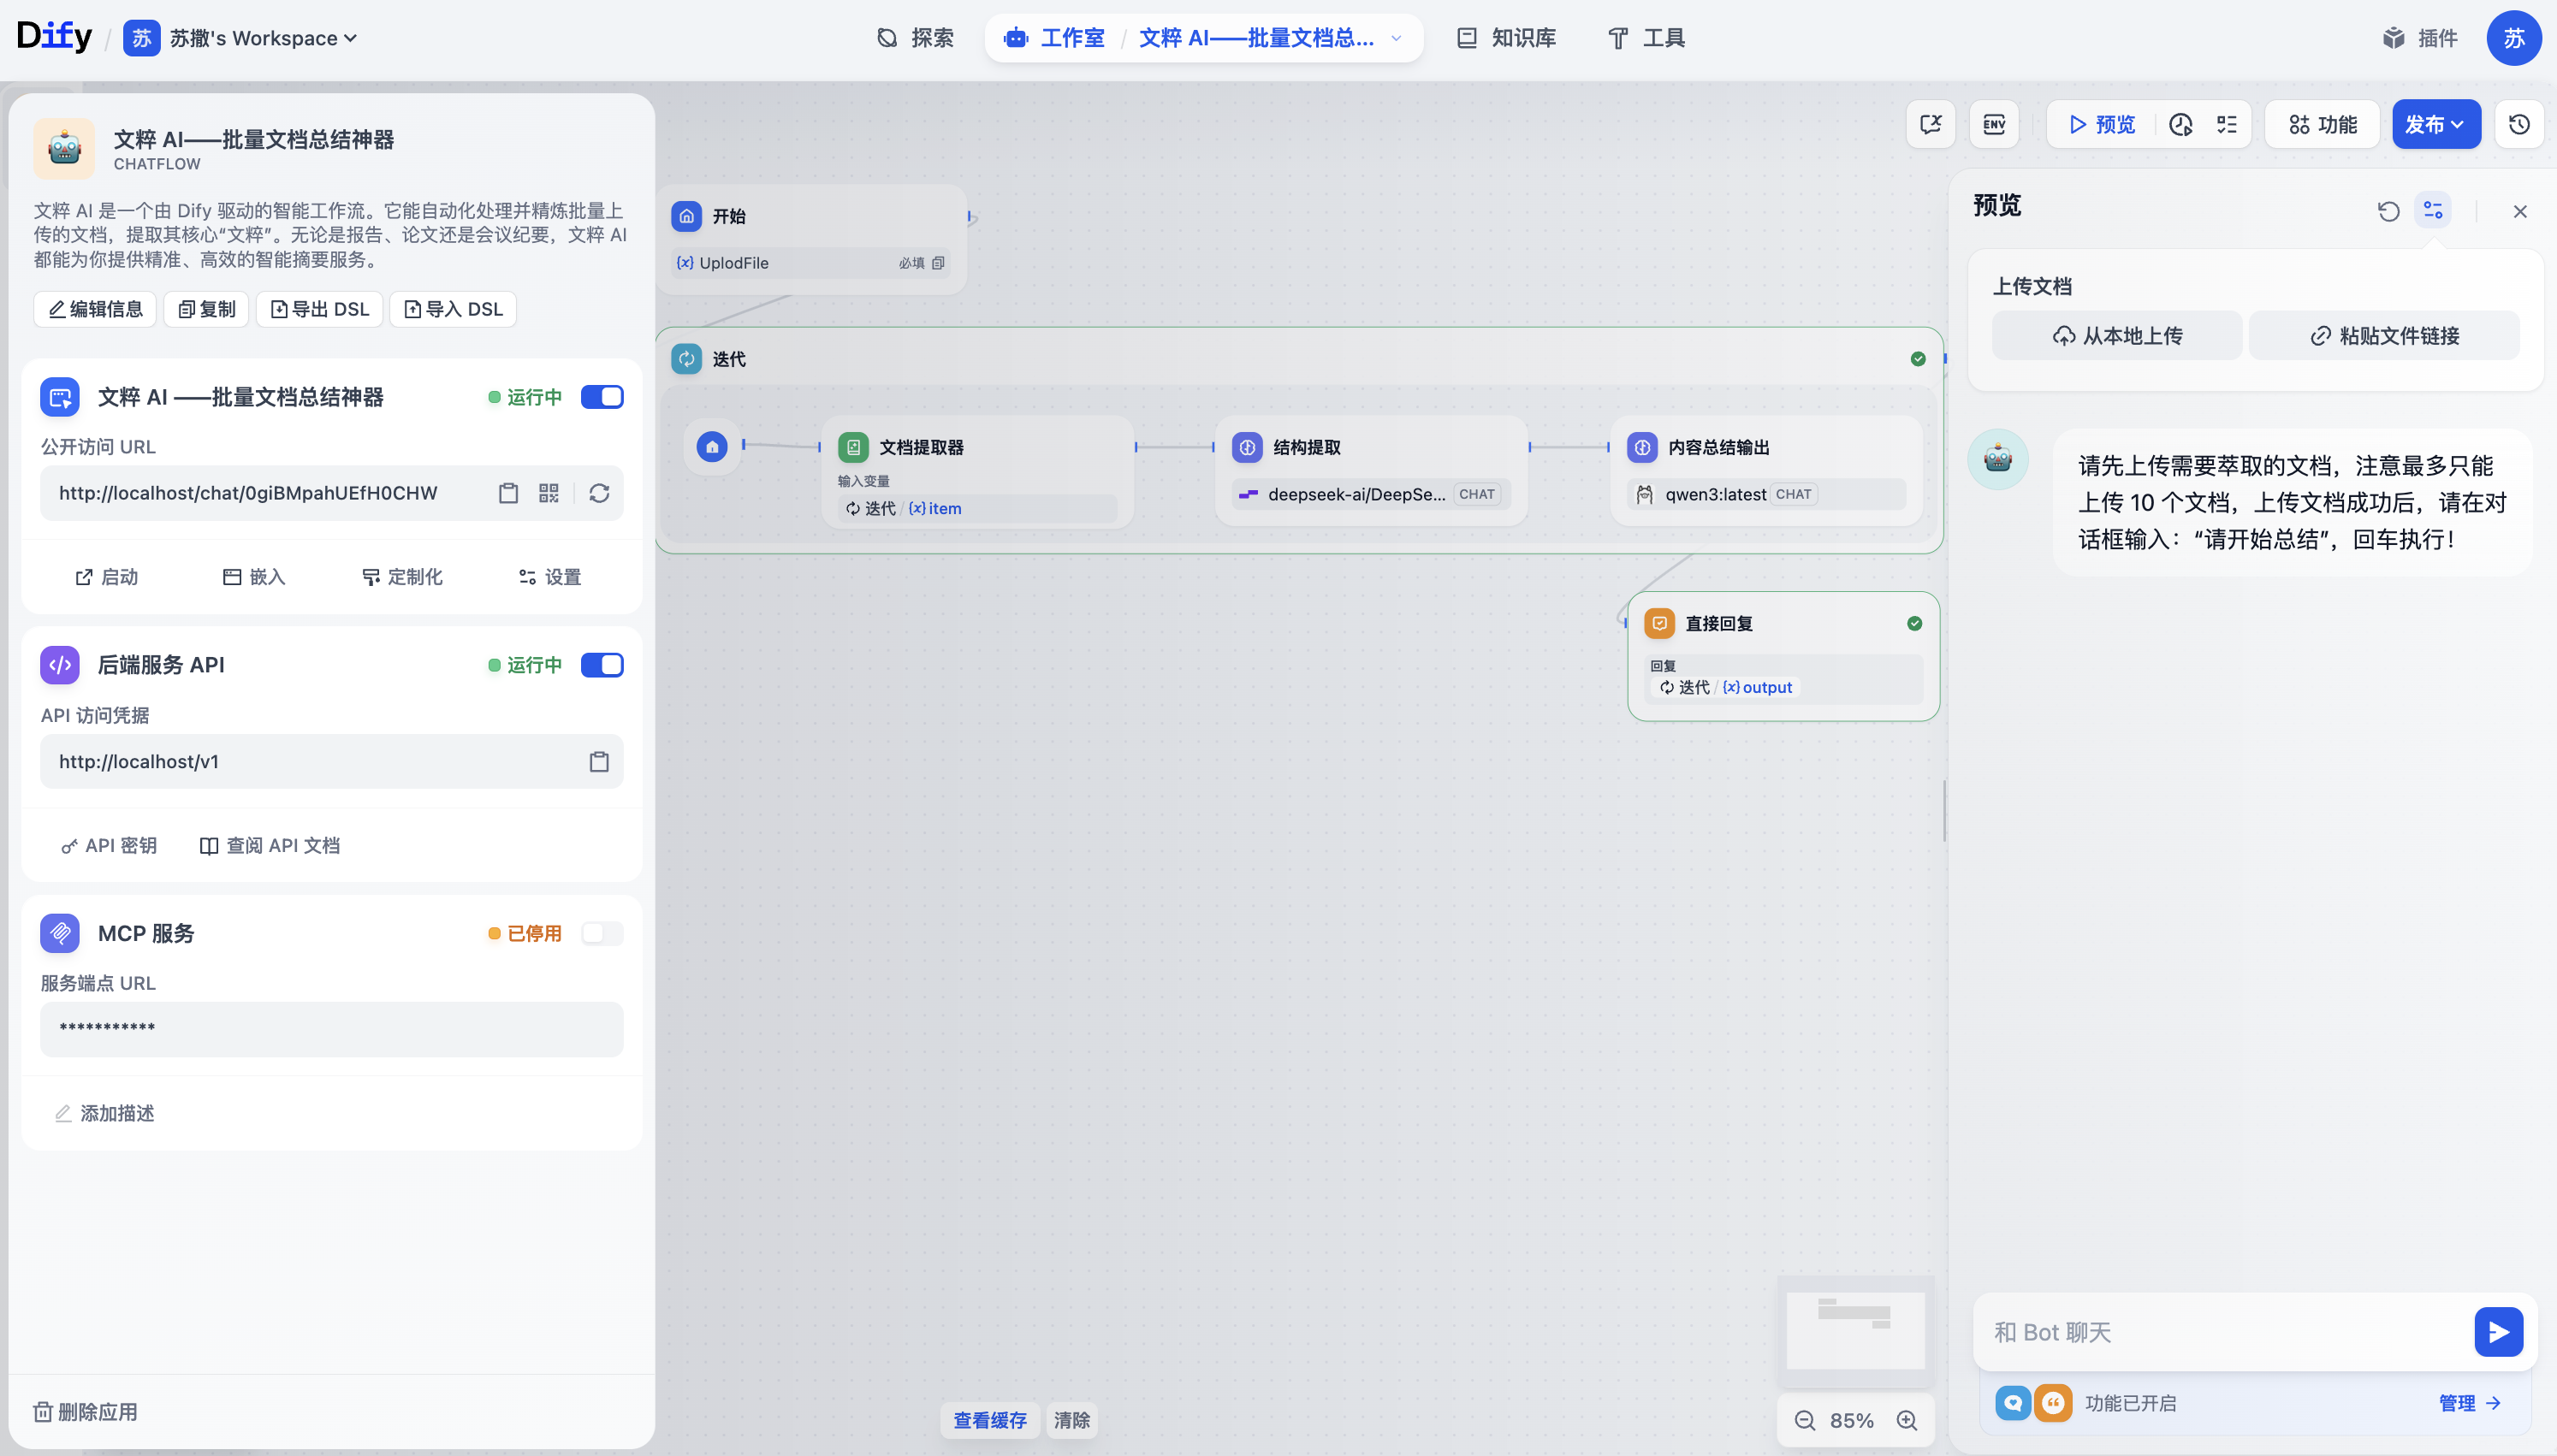 Dify / 苏 苏撒's Workspace
探索
工作室 / 文粹 AI——批量文档总...
知识库
工具
插件
苏
文粹 AI——批量文档总结神器
CHATFLOW
文粹 AI 是一个由 Dify 驱动的智能工作流。它能自动化处理并精炼批量上
传的文档，提取其核心“文粹”。无论是报告、论文还是会议纪要，文粹 AI
都能为你提供精准、高效的智能摘要服务。
编辑信息
复制
导出 DSL
导入 DSL
文粹 AI ——批量文档总结神器
运行中
公开访问 URL
http://localhost/chat/0giBMpahUEfH0CHW
启动
嵌入
定制化
设置
后端服务 API
运行中
API 访问凭据
http://localhost/v1
API 密钥
查阅 API 文档
MCP 服务
已停用
服务端点 URL
***********
添加描述
删除应用
开始
{x} UplodFile
必填
迭代
文档提取器
输入变量
迭代 / {x} item
结构提取
deepseek-ai/DeepSe... CHAT
内容总结输出
qwen3:latest CHAT
直接回复
回复
迭代 / {x} output
查看缓存
清除
85%
ENV
预览
功能
发布
预览
上传文档
从本地上传
粘贴文件链接
请先上传需要萃取的文档，注意最多只能
上传 10 个文档，上传文档成功后，请在对
话框输入：“请开始总结”，回车执行！
和 Bot 聊天
功能已开启
管理